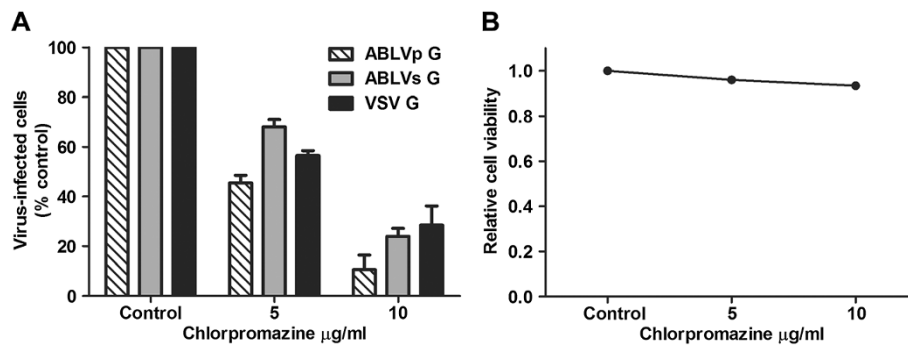 A
Virus-infected cells
(% control)
100
80
60
40
20
0
ABLVp G
ABLVs G
VSV G
Control
5
10
Chlorpromazine μg/ml
B
Relative cell viability
1.0
0.8
0.6
0.4
0.2
0.0
Control
5
10
Chlorpromazine μg/ml